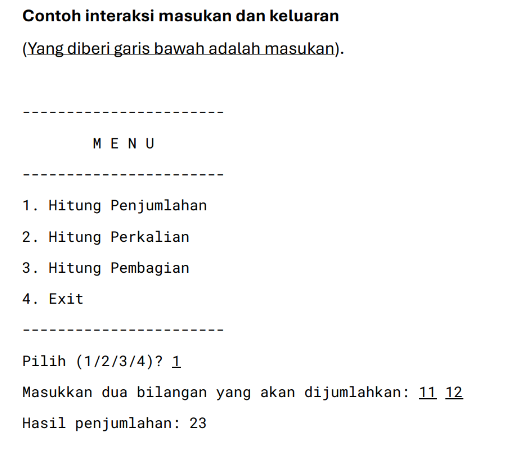 Contoh interaksi masukan dan keluaran
(Yang diberi garis bawah adalah masukan).
-----------------------
M E N U
-----------------------
1. Hitung Penjumlahan
2. Hitung Perkalian
3. Hitung Pembagian
4. Exit
-----------------------
Pilih (1/2/3/4)? 1
Masukkan dua bilangan yang akan dijumlahkan: 11 12
Hasil penjumlahan: 23